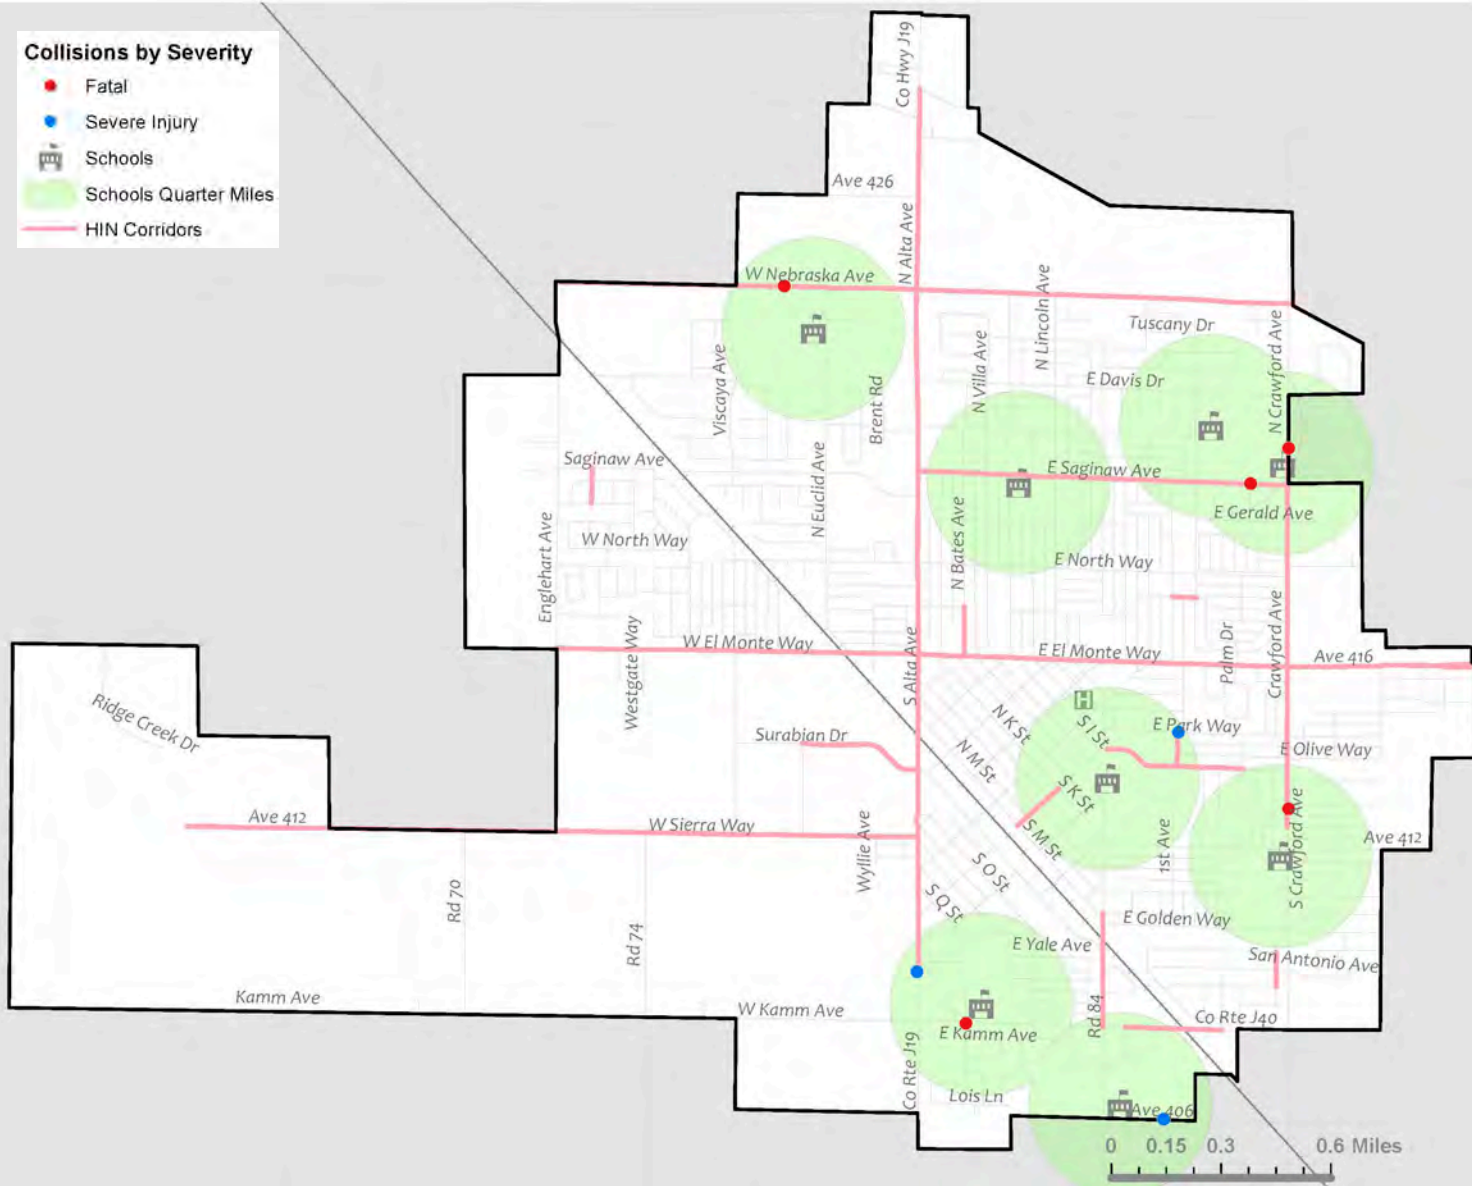 Collisions by Severity
Fatal
Severe Injury
Schools
Schools Quarter Miles
HIN Corridors
Co Hwy J19
Ave 426
N Alta Ave
W Nebraska Ave
N Lincoln Ave
Tuscany Dr
N Crawford Ave
N Villa Ave
E Davis Dr
Viscaya Ave
Brent Rd
Saginaw Ave
E Saginaw Ave
N Euclid Ave
E Gerald Ave
W North Way
N Bates Ave
E North Way
Englehart Ave
W El Monte Way
E El Monte Way
Ave 416
Westgate Way
S Alta Ave
Palm Dr
Crawford Ave
Ridge Creek Dr
Surabian Dr
N K St
N M St
H
S I St
E Park Way
E Olive Way
S K St
Ave 412
W Sierra Way
Wyllie Ave
S M St
1st Ave
S Crawford Ave
Ave 412
S O St
S Q St
Rd 70
Rd 74
E Golden Way
E Yale Ave
San Antonio Ave
Kamm Ave
W Kamm Ave
E Kamm Ave
Rd 84
Co Rte J40
Co Rte J19
Lois Ln
Ave 406
0 0.15 0.3 0.6 Miles